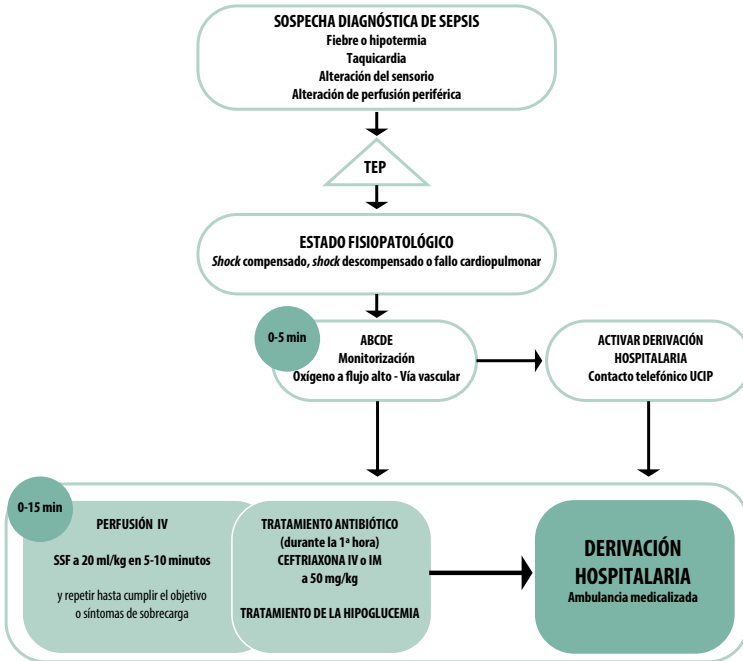 SOSPECHA DIAGNÓSTICA DE SEPSIS
Fiebre o hipotermia
Taquicardia
Alteración del sensorio
Alteración de perfusión periférica
TEP
ESTADO FISIOPATOLÓGICO
Shock compensado, shock descompensado o fallo cardiopulmonar
0-5 min
ABCDE
Monitorización
Oxígeno a flujo alto - Vía vascular
ACTIVAR DERIVACIÓN
HOSPITALARIA
Contacto telefónico UCIP
0-15 min
PERFUSIÓN IV
SSF a 20 ml/kg en 5-10 minutos
y repetir hasta cumplir el objetivo
o síntomas de sobrecarga
TRATAMIENTO ANTIBIÓTICO
(durante la 1ª hora)
CEFTRIAXONA IV o IM
a 50 mg/kg
TRATAMIENTO DE LA HIPOGLUCEMIA
DERIVACIÓN
HOSPITALARIA
Ambulancia medicalizada